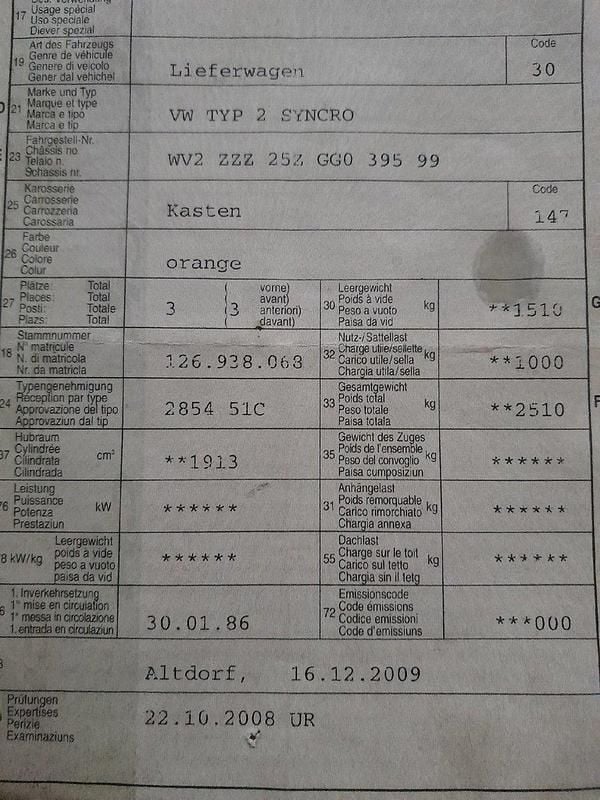 17 Usage spécial
Uso speciale
Diever spezial
19 Art des Fahrzeugs
Genre de véhicule
Genere di veicolo
Gener dal vehichel
Lieferwagen
Code
30
21 Marke und Typ
Marque et type
Marca e tipo
Marca e tip
VW TYP 2 SYNCRO
23 Fahrgestell-Nr.
Châssis no
Telaio n.
Schassis nr.
WV2 ZZZ 25Z GG0 395 99
25 Karosserie
Carrosserie
Carrozzeria
Carossaria
Kasten
Code
147
26 Farbe
Couleur
Colore
Colur
orange
27 Plätze: Total
Places: Total
Posti: Totale
Plazs: Total
3 (3
( vorne)
( avant)
( anteriori)
( davant)
30 Leergewicht
Poids à vide
Peso a vuoto
Paisa da vid
kg
**1510
18 Stammnummer
N° matricule
N. di matricola
Nr. da matricla
126.938.063
32 Nutz-/Sattellast
Charge utile/sellette
Carico utile/sella
Chargia utila/sella
kg
**1000
24 Typengenehmigung
Réception par type
Approvazione del tipo
Approvaziun dal tip
2854 51C
33 Gesamtgewicht
Poids total
Peso totale
Paisa totala
kg
**2510
37 Hubraum
Cylindrée
Cilindrata
Cilindrada
cm³
**1913
35 Gewicht des Zuges
Poids de l'ensemble
Peso del convoglio
Paisa cumposiziun
kg
******
76 Leistung
Puissance
Potenza
Prestaziun
kW
******
31 Anhängelast
Poids remorquable
Carico rimorchiato
Chargia annexa
kg
******
78 kW/kg
Leergewicht
poids à vide
peso a vuoto
paisa da vid
******
55 Dachlast
Charge sur le toit
Carico sul tetto
Chargia sin il tetg
kg
******
36 1. Inverkehrsetzung
1re mise en circulation
1a messa in circolazione
1. entrada en circulaziun
30.01.86
72 Emissionscode
Code émissions
Codice emissioni
Code d'emissiuns
***000
Altdorf, 16.12.2009
Prüfungen
Expertises
Perizie
Examinaziuns
22.10.2008 UR